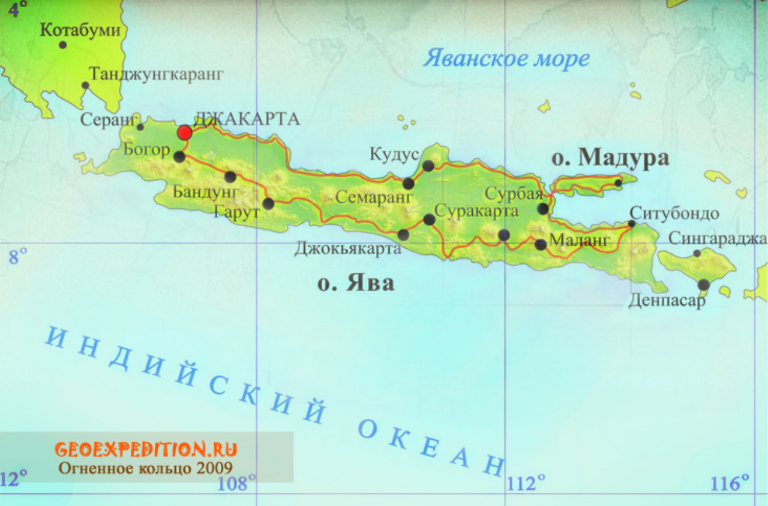 4°
Котабуми
Танджунгкаранг
Яванское море
Серанг
ДЖАКАРТА
Богор
Кудус
о. Мадура
Бандунг
Семаранг
Сурбая
Гарут
Суракарта
Ситубондо
Джокьякарта
Маланг
Сингараджа
8°
о. Ява
Денпасар
ИНДИЙСКИЙ ОКЕАН
GEOEXPEDITION.RU
Огненное кольцо 2009
12°
108°
112°
116°